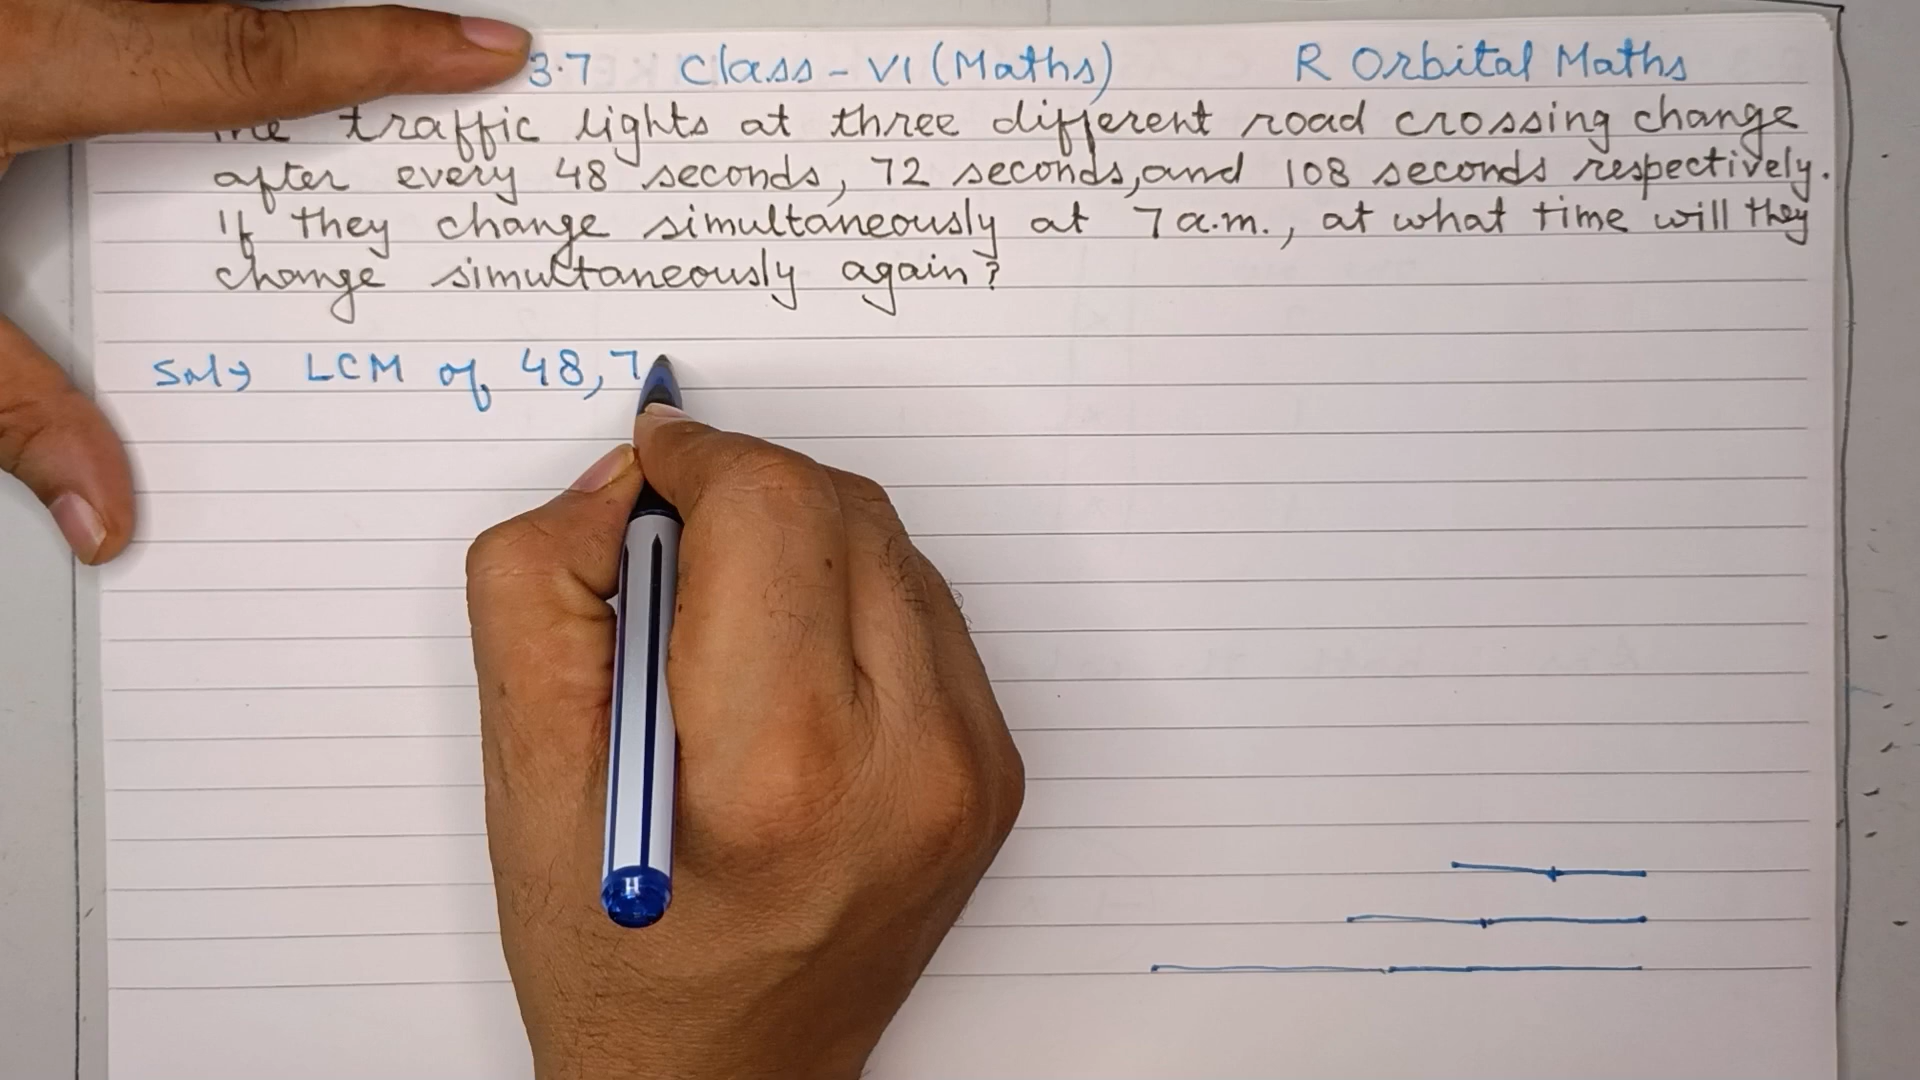 3.7 Class - VI (Maths) R Orbital Maths
The traffic lights at three different road crossing change
after every 48 seconds, 72 seconds, and 108 seconds respectively.
If they change simultaneously at 7 a.m., at what time will they
change simultaneously again?
Sol→ LCM of 48, 7